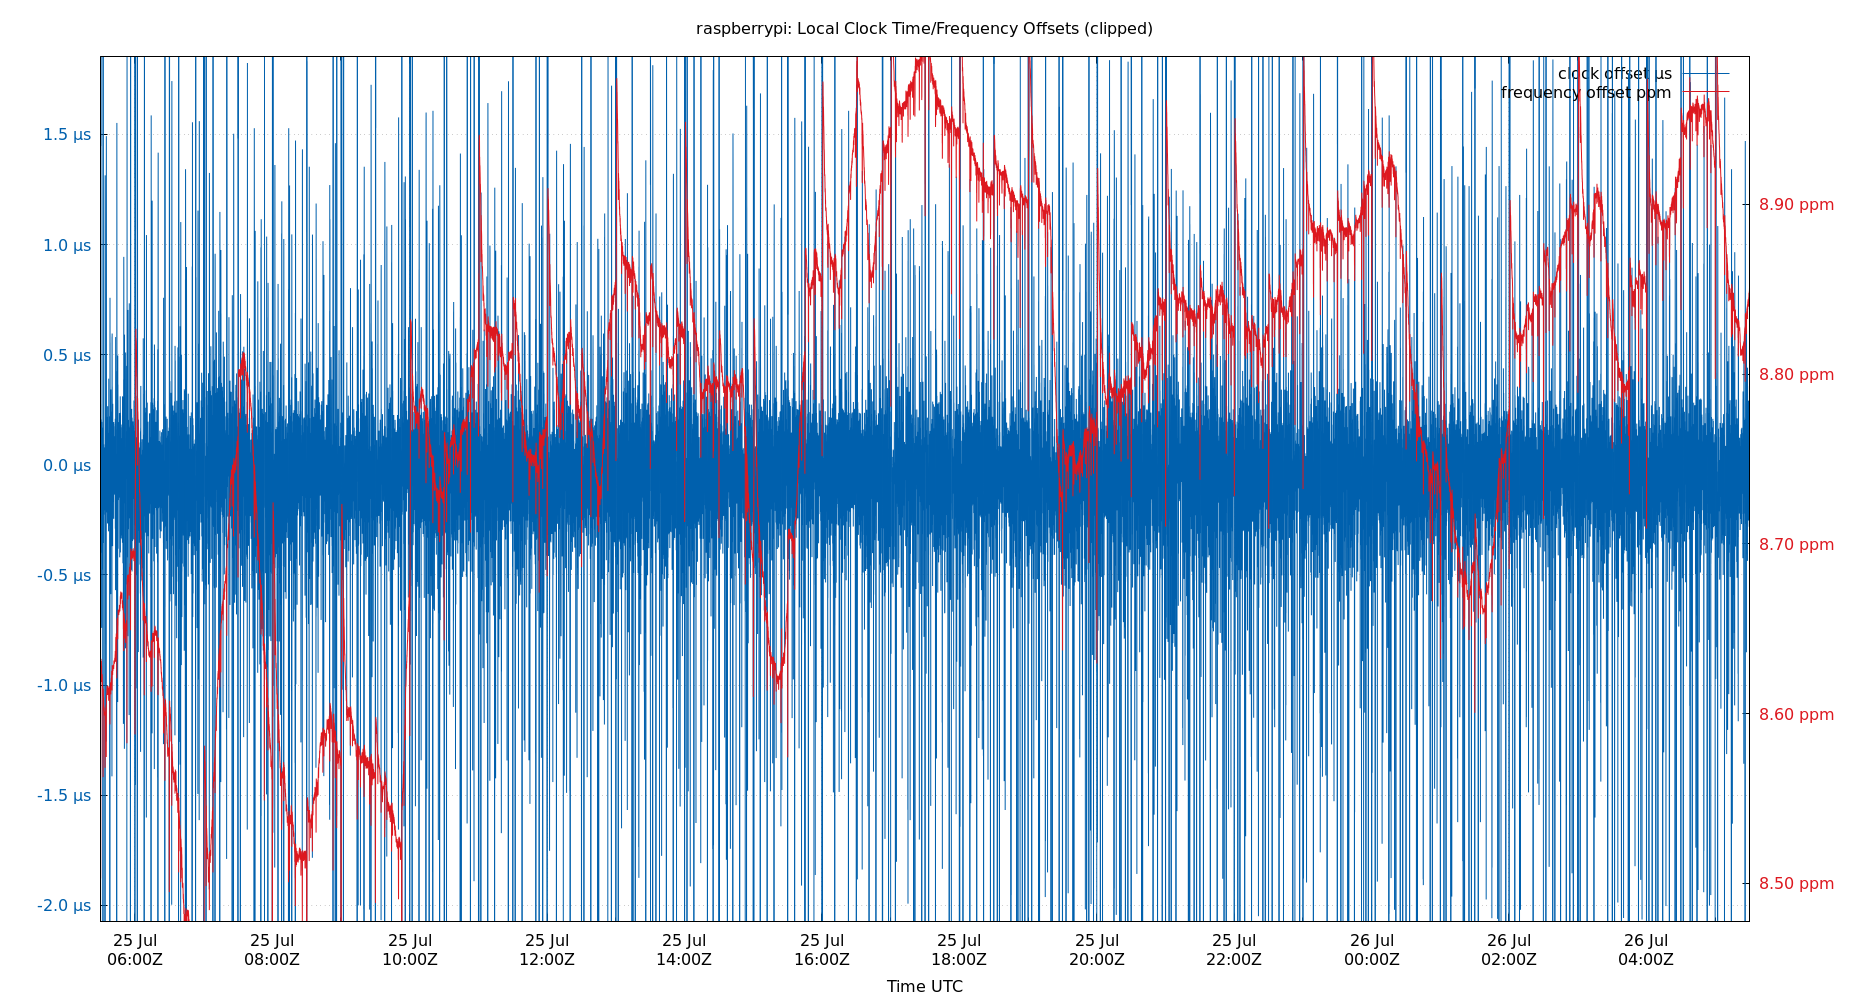 raspberrypi: Local Clock Time/Frequency Offsets (clipped)
clock offset µs
frequency offset ppm
1.5 µs
1.0 µs
0.5 µs
0.0 µs
-0.5 µs
-1.0 µs
-1.5 µs
-2.0 µs
8.90 ppm
8.80 ppm
8.70 ppm
8.60 ppm
8.50 ppm
25 Jul 25 Jul 25 Jul 25 Jul 25 Jul 25 Jul 25 Jul 25 Jul 25 Jul 26 Jul 26 Jul 26 Jul
06:00Z 08:00Z 10:00Z 12:00Z 14:00Z 16:00Z 18:00Z 20:00Z 22:00Z 00:00Z 02:00Z 04:00Z
Time UTC